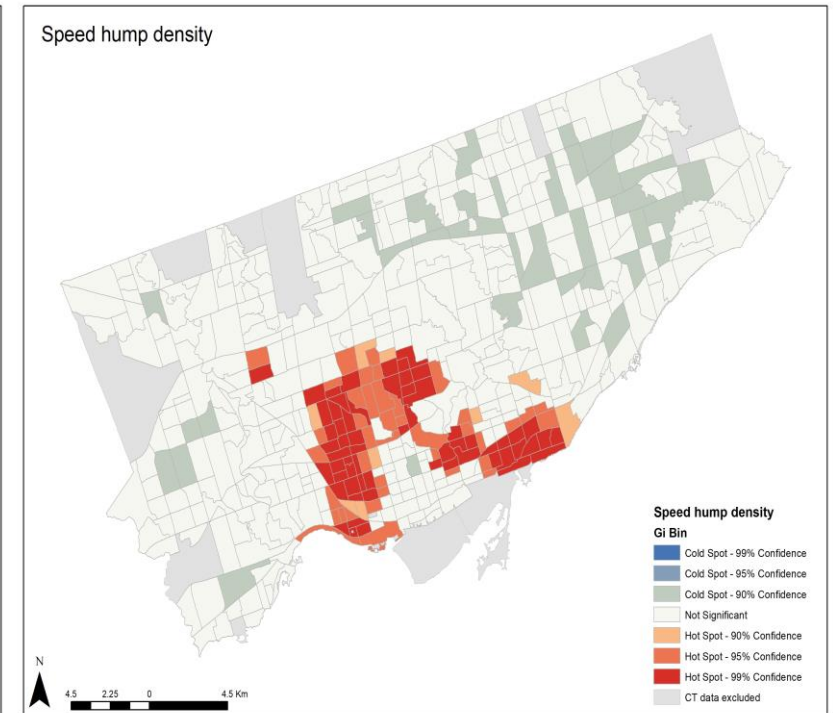 Speed hump density
Speed hump density
Gi Bin
Cold Spot - 99% Confidence
Cold Spot - 95% Confidence
Cold Spot - 90% Confidence
Not Significant
Hot Spot - 90% Confidence
Hot Spot - 95% Confidence
Hot Spot - 99% Confidence
CT data excluded
N
4.5 2.25 0 4.5 Km